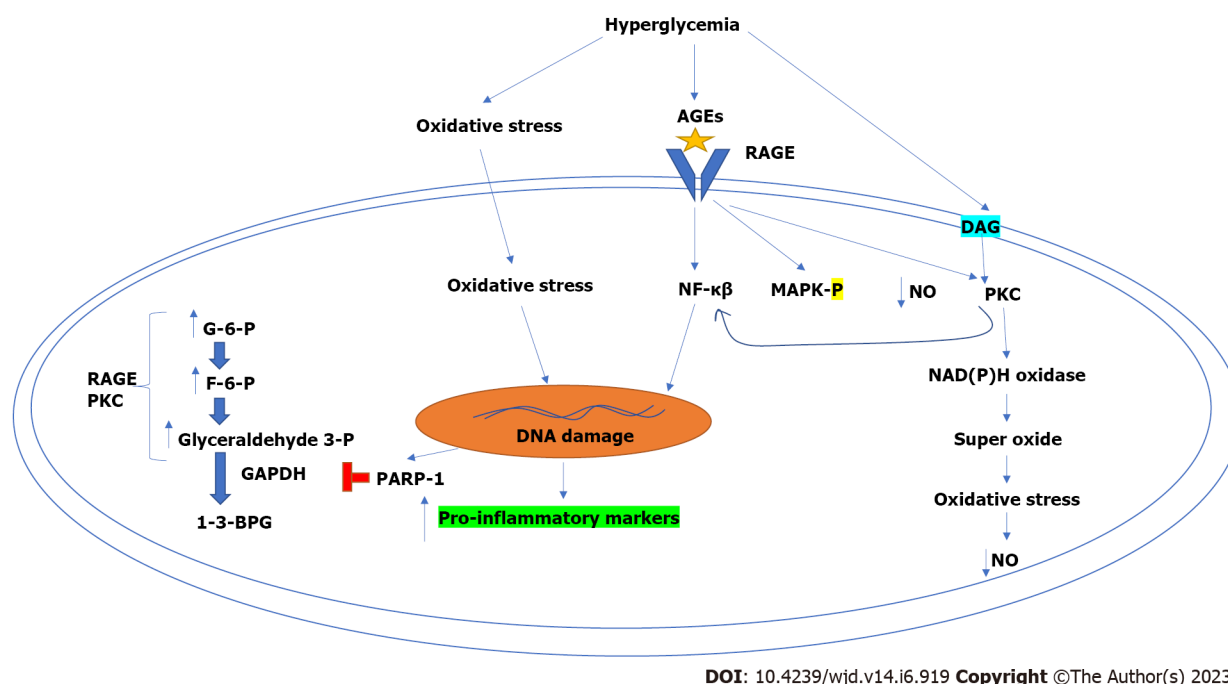 Hyperglycemia
AGEs
Oxidative stress
RAGE
DAG
Oxidative stress
NF-κβ
MAPK-P
NO
PKC
G-6-P
RAGE
PKC
F-6-P
NAD(P)H oxidase
Glyceraldehyde 3-P
DNA damage
Super oxide
GAPDH
PARP-1
Oxidative stress
1-3-BPG
Pro-inflammatory markers
NO
DOI: 10.4239/wjd.v14.i6.919 Copyright ©The Author(s) 2023